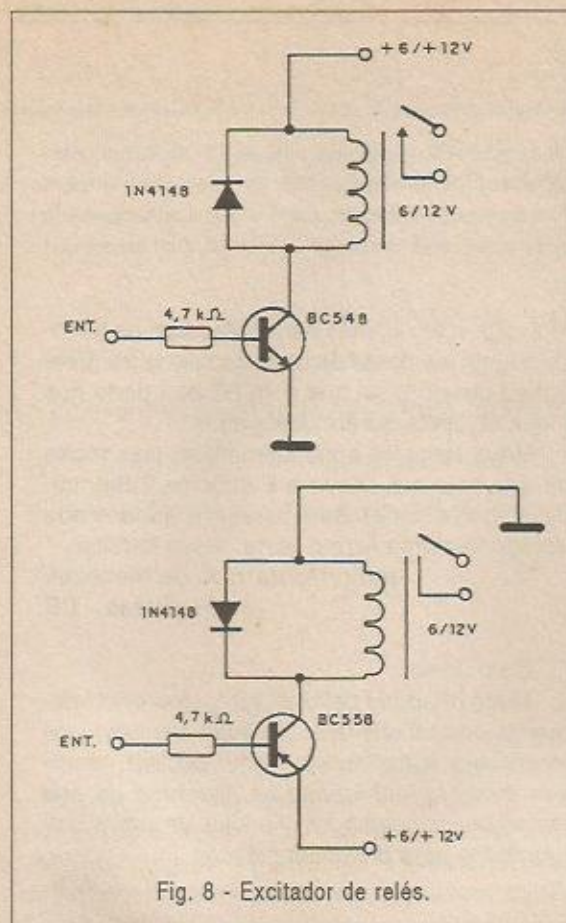 +6/+12V
1N4148
6/12V
4,7 kΩ
BC548
ENT.
1N4148
6/12V
4,7 kΩ
BC558
ENT.
+6/+12V
Fig. 8 - Excitador de relés.